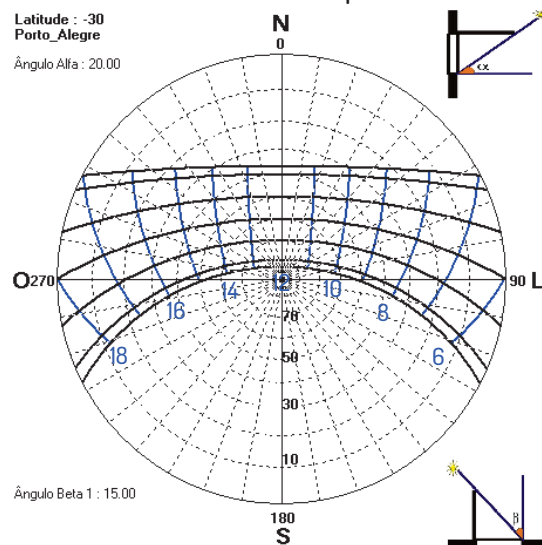 Latitude : -30
Porto_Alegre
Ângulo Alfa : 20.00
N
0
α
O 270
90 L
14
12
10
16
8
18
6
70
50
30
10
Ângulo Beta 1 : 15.00
β
180
S